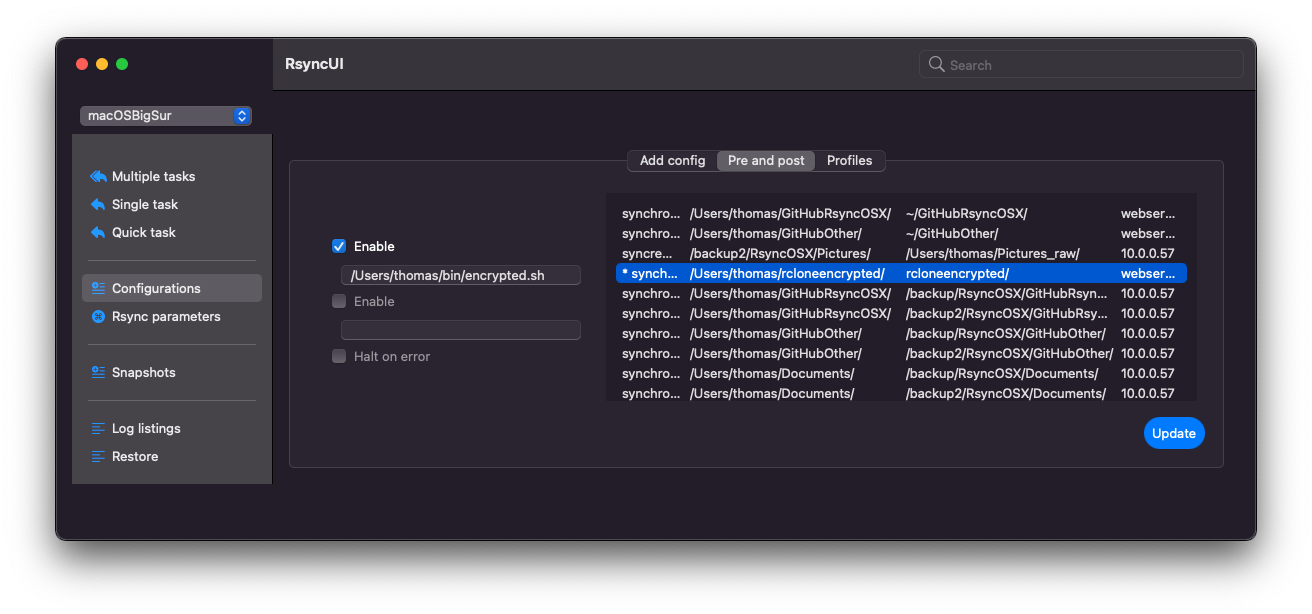 RsyncUI
Search
macOSBigSur
Multiple tasks
Single task
Quick task
Configurations
Rsync parameters
Snapshots
Log listings
Restore
Add config Pre and post Profiles
Enable
/Users/thomas/bin/encrypted.sh
Enable
Halt on error
synchro... /Users/thomas/GitHubRsyncOSX/ ~/GitHubRsyncOSX/ webser...
synchro... /Users/thomas/GitHubOther/ ~/GitHubOther/ webser...
syncre... /backup2/RsyncOSX/Pictures/ /Users/thomas/Pictures_raw/ 10.0.0.57
* synch... /Users/thomas/rcloneencrypted/ rcloneencrypted/ webser...
synchro... /Users/thomas/GitHubRsyncOSX/ /backup/RsyncOSX/GitHubRsyn... 10.0.0.57
synchro... /Users/thomas/GitHubRsyncOSX/ /backup2/RsyncOSX/GitHubRsy... 10.0.0.57
synchro... /Users/thomas/GitHubOther/ /backup/RsyncOSX/GitHubOther/ 10.0.0.57
synchro... /Users/thomas/GitHubOther/ /backup2/RsyncOSX/GitHubOther/ 10.0.0.57
synchro... /Users/thomas/Documents/ /backup/RsyncOSX/Documents/ 10.0.0.57
synchro... /Users/thomas/Documents/ /backup2/RsyncOSX/Documents/ 10.0.0.57
Update